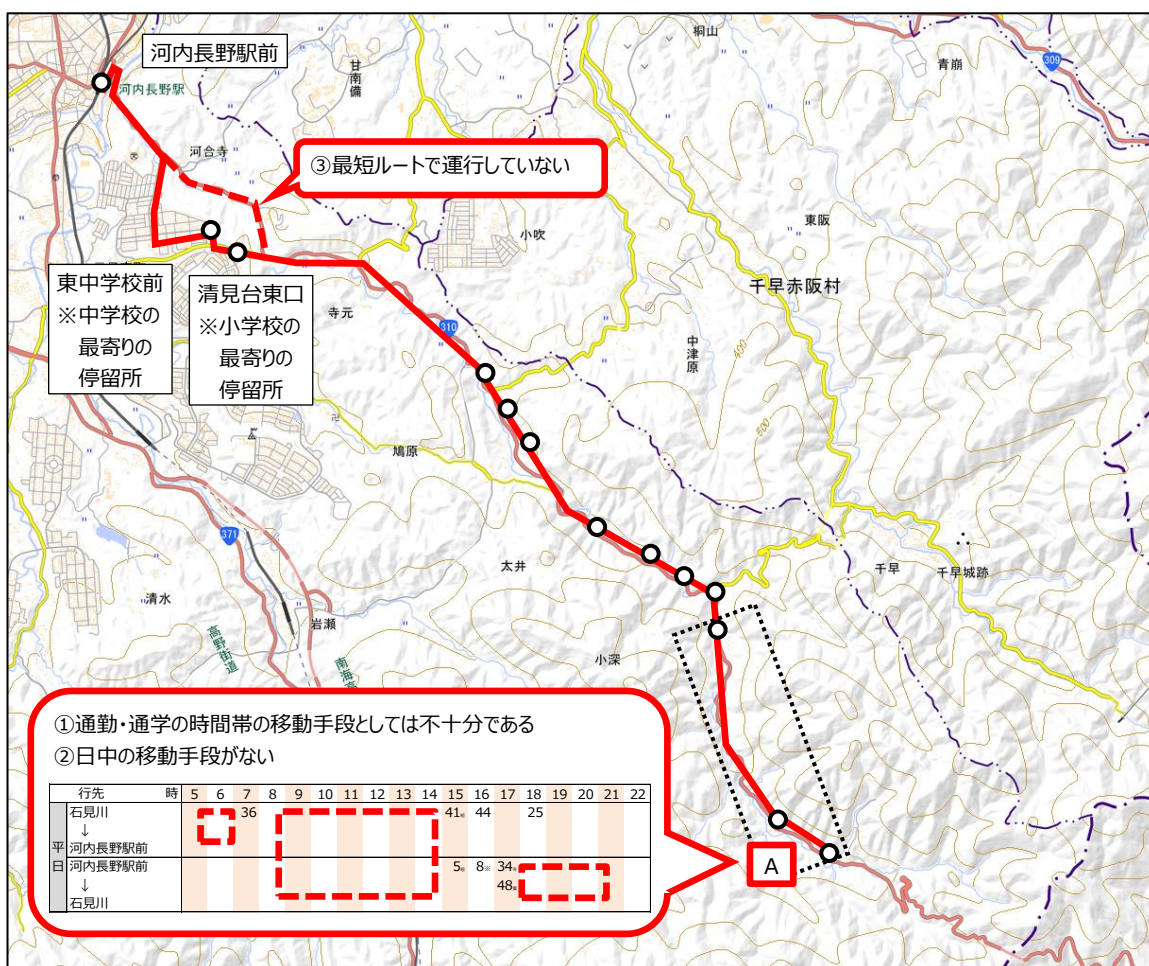 桐山
青崩
309
河内長野駅前
甘南備
河内長野駅
河合寺
③最短ルートで運行していない
小吹
東阪
千早赤阪村
東中学校前
※中学校の
最寄りの
停留所
清見台東口
※小学校の
最寄りの
停留所
寺元
310
中津原
400
500
鳩原
371
太井
千早
千早城跡
清水
岩瀬
高野街道
小深
①通勤・通学の時間帯の移動手段としては不十分である
②日中の移動手段がない
行先 時 5 6 7 8 9 10 11 12 13 14 15 16 17 18 19 20 21 22
平日
石見川 36 41 44 25
↓
河内長野駅前
河内長野駅前 5 8※ 34
↓ 48
石見川
A